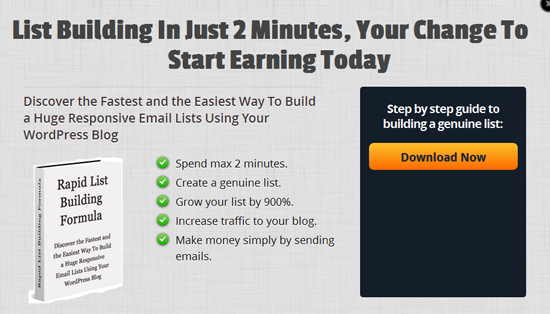 List Building In Just 2 Minutes, Your Change To
Start Earning Today
Discover the Fastest and the Easiest Way To Build
a Huge Responsive Email Lists Using Your
WordPress Blog
Rapid List
Building
Formula
Discover the Fastest and
the Easiest Way To Build
a Huge Responsive
Email Lists Using Your
WordPress Blog
Rapid List Building Formula
Spend max 2 minutes.
Create a genuine list.
Grow your list by 900%.
Increase traffic to your blog.
Make money simply by sending
emails.
Step by step guide to
building a genuine list:
Download Now